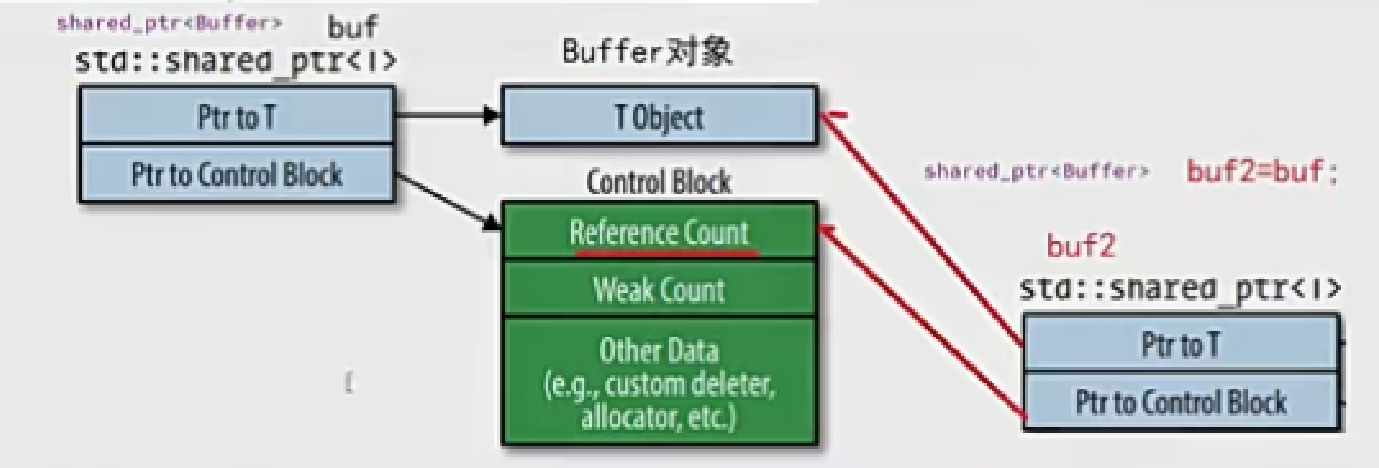 shared_ptr<Buffer> buf
std::shared_ptr<T>
Ptr to T
Ptr to Control Block
Buffer对象
T Object
Control Block
Reference Count
Weak Count
Other Data
(e.g., custom deleter,
allocator, etc.)
shared_ptr<Buffer> buf2=buf;
buf2
std::shared_ptr<T>
Ptr to T
Ptr to Control Block